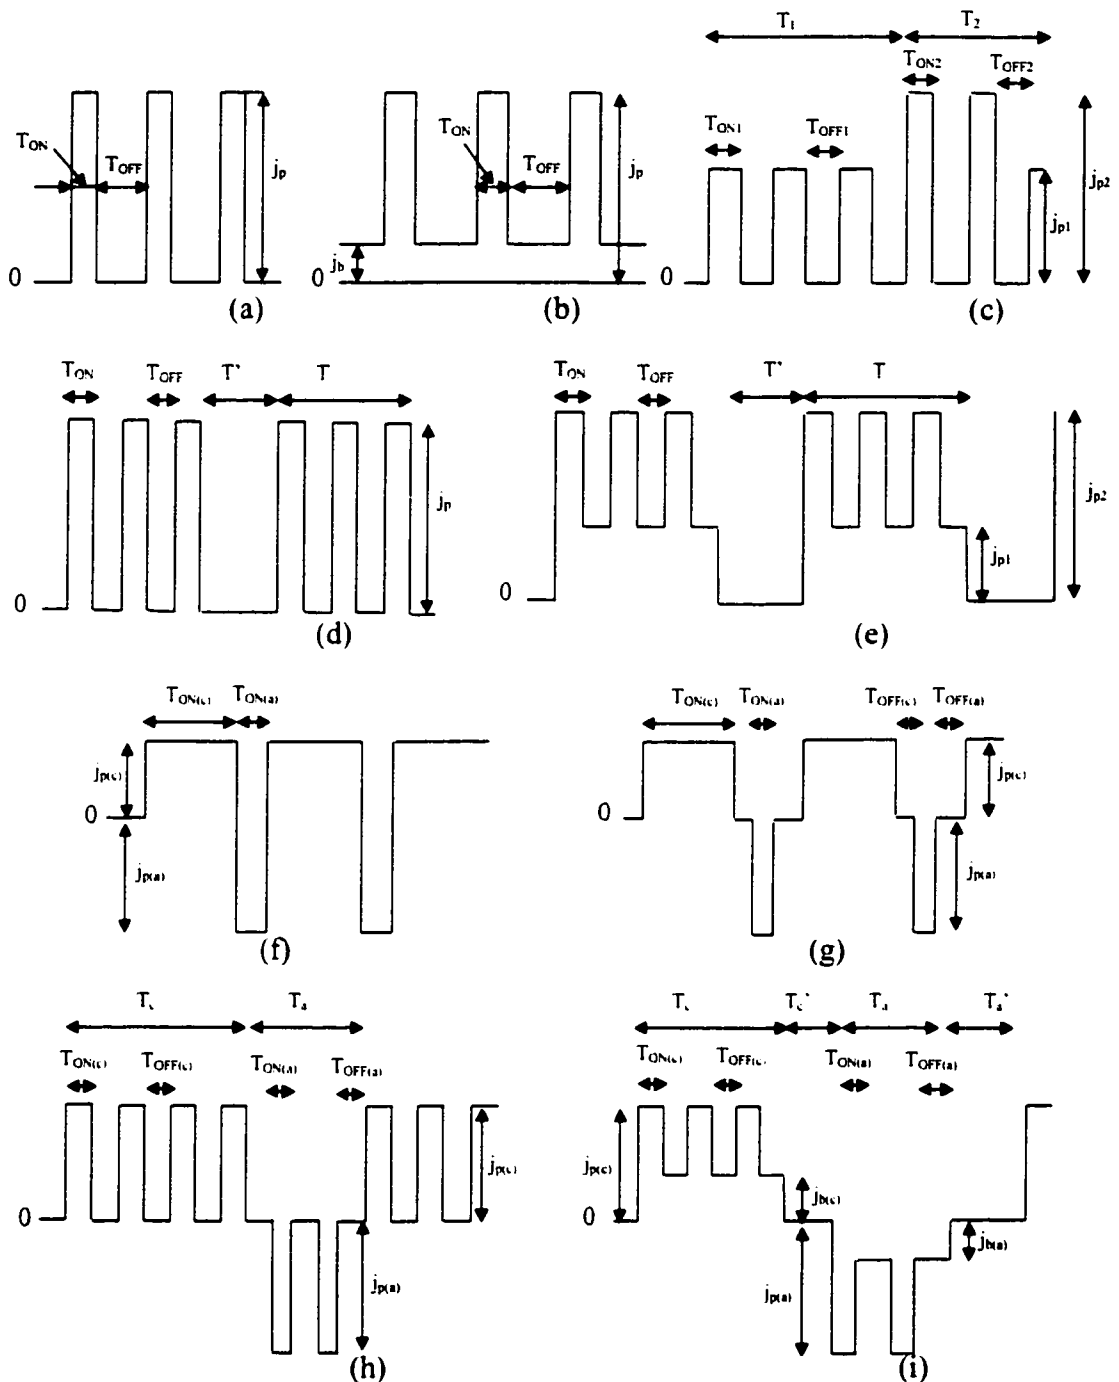 T1 T2
TON2 TOFF2
TON TOFF jp
0
(a)
TON TOFF jp
jb
0
(b)
TON1 TOFF1 jp2
jp1
0
(c)
TON TOFF T' T
jp
0
(d)
TON TOFF T' T
jp2
jp1
0
(e)
TON(c) TON(a)
jp(c)
0
jp(a)
(f)
TON(c) TON(a) TOFF(c) TOFF(a)
jp(c)
0
jp(a)
(g)
Tc Ta
TON(c) TOFF(c) TON(a) TOFF(a)
jp(c)
0
jp(a)
(h)
Tc Tc' Ta Ta'
TON(c) TOFF(c) TON(a) TOFF(a)
jp(c)
jb(c)
0
jb(a)
jp(a)
(i)